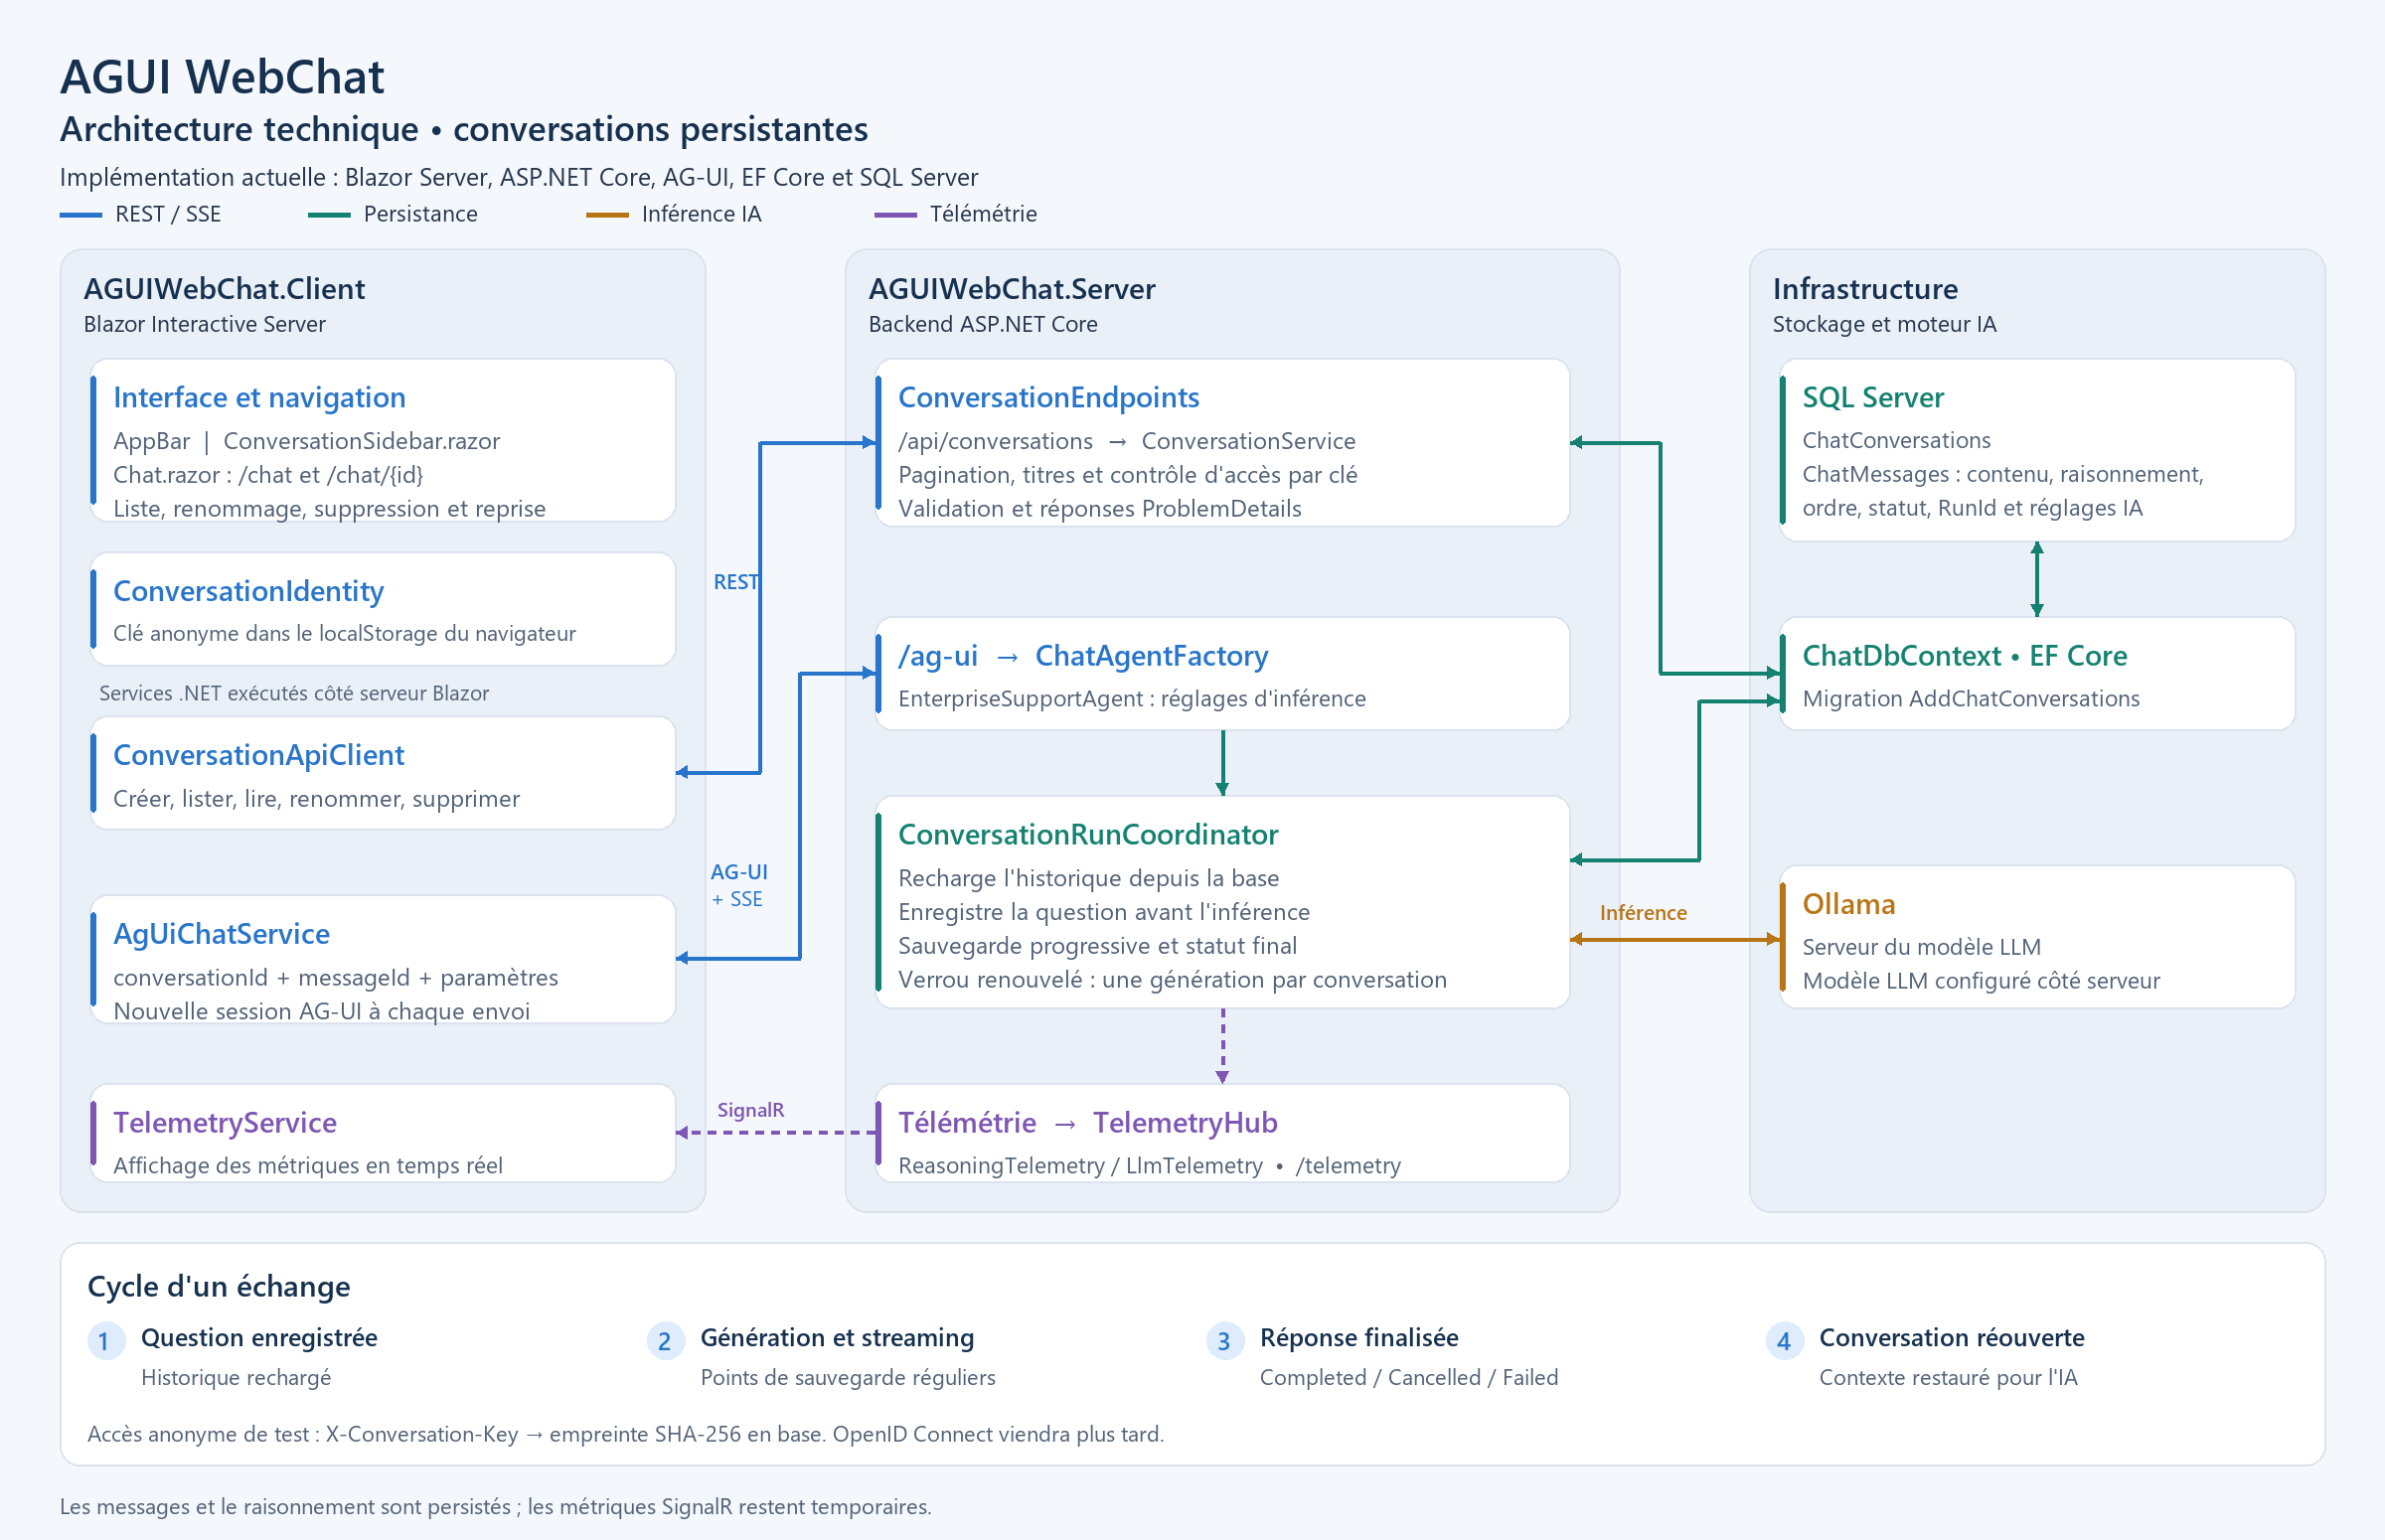 AGUI WebChat
Architecture technique • conversations persistantes
Implémentation actuelle : Blazor Server, ASP.NET Core, AG-UI, EF Core et SQL Server
REST / SSE
Persistance
Inférence IA
Télémétrie
AGUIWebChat.Client
Blazor Interactive Server
Interface et navigation
AppBar | ConversationSidebar.razor
Chat.razor : /chat et /chat/{id}
Liste, renommage, suppression et reprise
ConversationIdentity
Clé anonyme dans le localStorage du navigateur
Services .NET exécutés côté serveur Blazor
ConversationApiClient
Créer, lister, lire, renommer, supprimer
AgUiChatService
conversationId + messageId + paramètres
Nouvelle session AG-UI à chaque envoi
TelemetryService
Affichage des métriques en temps réel
REST
AG-UI
+ SSE
SignalR
AGUIWebChat.Server
Backend ASP.NET Core
ConversationEndpoints
/api/conversations → ConversationService
Pagination, titres et contrôle d'accès par clé
Validation et réponses ProblemDetails
/ag-ui → ChatAgentFactory
EnterpriseSupportAgent : réglages d'inférence
ConversationRunCoordinator
Recharge l'historique depuis la base
Enregistre la question avant l'inférence
Sauvegarde progressive et statut final
Verrou renouvelé : une génération par conversation
Télémétrie → TelemetryHub
ReasoningTelemetry / LlmTelemetry • /telemetry
Inférence
Infrastructure
Stockage et moteur IA
SQL Server
ChatConversations
ChatMessages : contenu, raisonnement,
ordre, statut, RunId et réglages IA
ChatDbContext • EF Core
Migration AddChatConversations
Ollama
Serveur du modèle LLM
Modèle LLM configuré côté serveur
Cycle d'un échange
1 Question enregistrée
Historique rechargé
2 Génération et streaming
Points de sauvegarde réguliers
3 Réponse finalisée
Completed / Cancelled / Failed
4 Conversation réouverte
Contexte restauré pour l'IA
Accès anonyme de test : X-Conversation-Key → empreinte SHA-256 en base. OpenID Connect viendra plus tard.
Les messages et le raisonnement sont persistés ; les métriques SignalR restent temporaires.